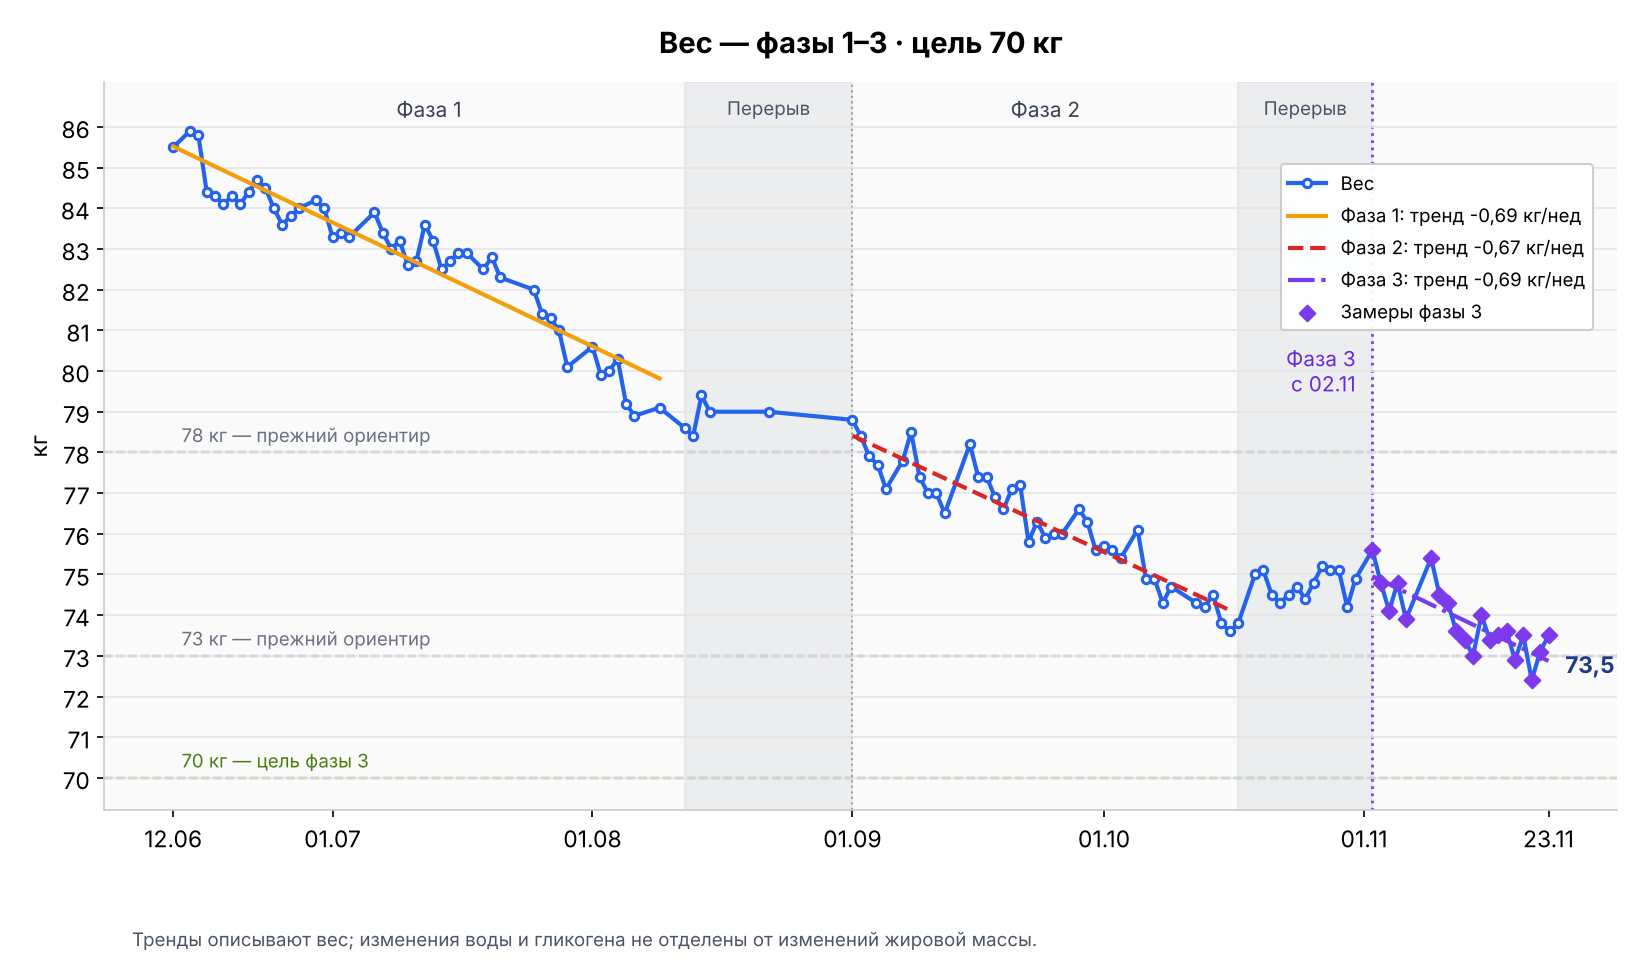 Вес — фазы 1–3 · цель 70 кг
Фаза 1
Перерыв
Фаза 2
Перерыв
Вес
Фаза 1: тренд -0,69 кг/нед
Фаза 2: тренд -0,67 кг/нед
Фаза 3: тренд -0,69 кг/нед
Замеры фазы 3
Фаза 3
с 02.11
кг
86
85
84
83
82
81
80
79
78
77
76
75
74
73
72
71
70
78 кг — прежний ориентир
73 кг — прежний ориентир
70 кг — цель фазы 3
73,5
12.06
01.07
01.08
01.09
01.10
01.11
23.11
Тренды описывают вес; изменения воды и гликогена не отделены от изменений жировой массы.